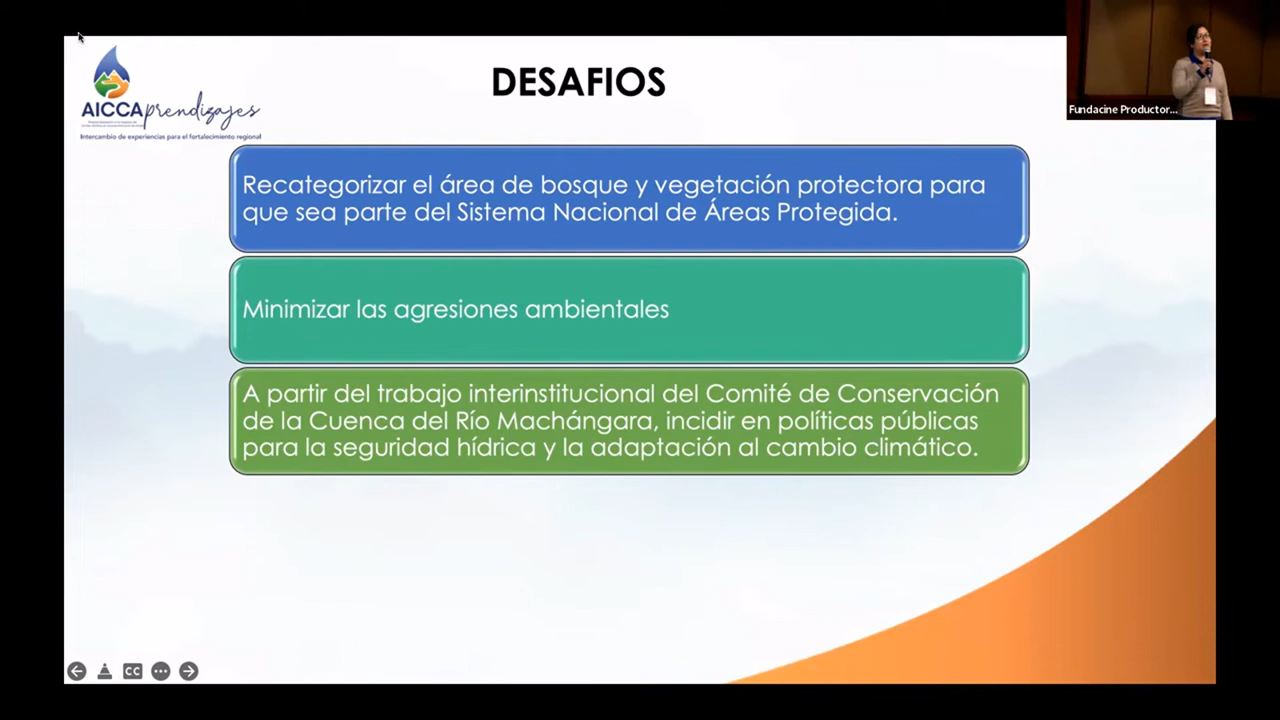 DESAFIOS
AICCAprendizajes
Intercambio de experiencias para el fortalecimiento regional
Fundacine Productor...
Recategorizar el área de bosque y vegetación protectora para
que sea parte del Sistema Nacional de Áreas Protegida.
Minimizar las agresiones ambientales
A partir del trabajo interinstitucional del Comité de Conservación
de la Cuenca del Río Machángara, incidir en políticas públicas
para la seguridad hídrica y la adaptación al cambio climático.
CC